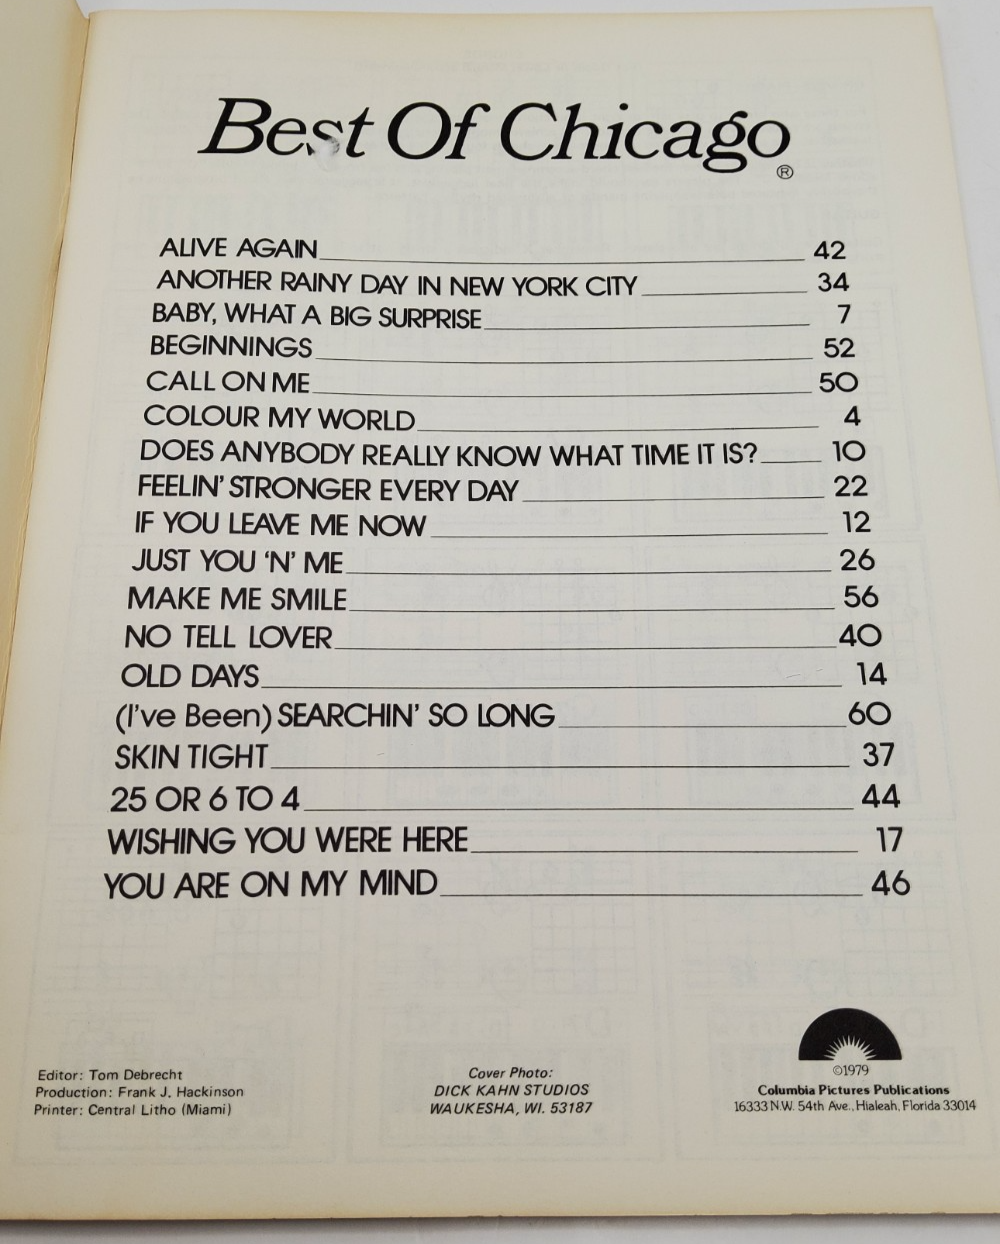 Best Of Chicago®
ALIVE AGAIN 42
ANOTHER RAINY DAY IN NEW YORK CITY 34
BABY, WHAT A BIG SURPRISE 7
BEGINNINGS 52
CALL ON ME 50
COLOUR MY WORLD 4
DOES ANYBODY REALLY KNOW WHAT TIME IT IS? 10
FEELIN' STRONGER EVERY DAY 22
IF YOU LEAVE ME NOW 12
JUST YOU 'N' ME 26
MAKE ME SMILE 56
NO TELL LOVER 40
OLD DAYS 14
(I've Been) SEARCHIN' SO LONG 60
SKIN TIGHT 37
25 OR 6 TO 4 44
WISHING YOU WERE HERE 17
YOU ARE ON MY MIND 46
Editor: Tom Debrecht
Production: Frank J. Hackinson
Printer: Central Litho (Miami)
Cover Photo:
DICK KAHN STUDIOS
WAUKESHA, WI. 53187
©1979
Columbia Pictures Publications
16333 N.W. 54th Ave., Hialeah, Florida 33014